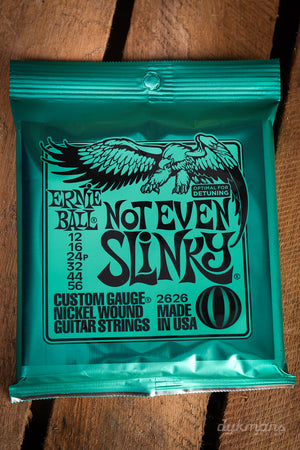 OPTIMAL FOR
DETUNING
ERNIE
BALL®
NOT EVEN
SLINKY®
12
16
24P
32
44
56
CUSTOM GAUGE®
NICKEL WOUND
GUITAR STRINGS
2626
MADE
IN USA
dykmans